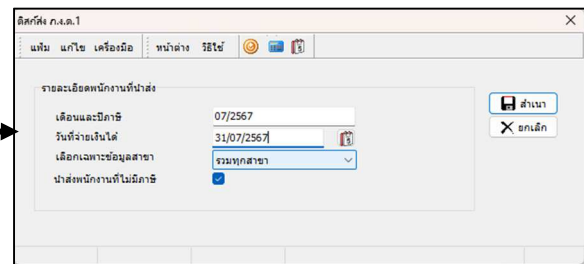 ดิสก์ส่ง ภ.ง.ด.1
แฟ้ม แก้ไข เครื่องมือ หน้าต่าง วิธีใช้
รายละเอียดพนักงานที่นำส่ง
เดือนและปีภาษี 07/2567
วันที่จ่ายเงินได้ 31/07/2567
เลือกเฉพาะข้อมูลสาขา รวมทุกสาขา
นำส่งพนักงานที่ไม่มีภาษี
สำเนา
ยกเลิก